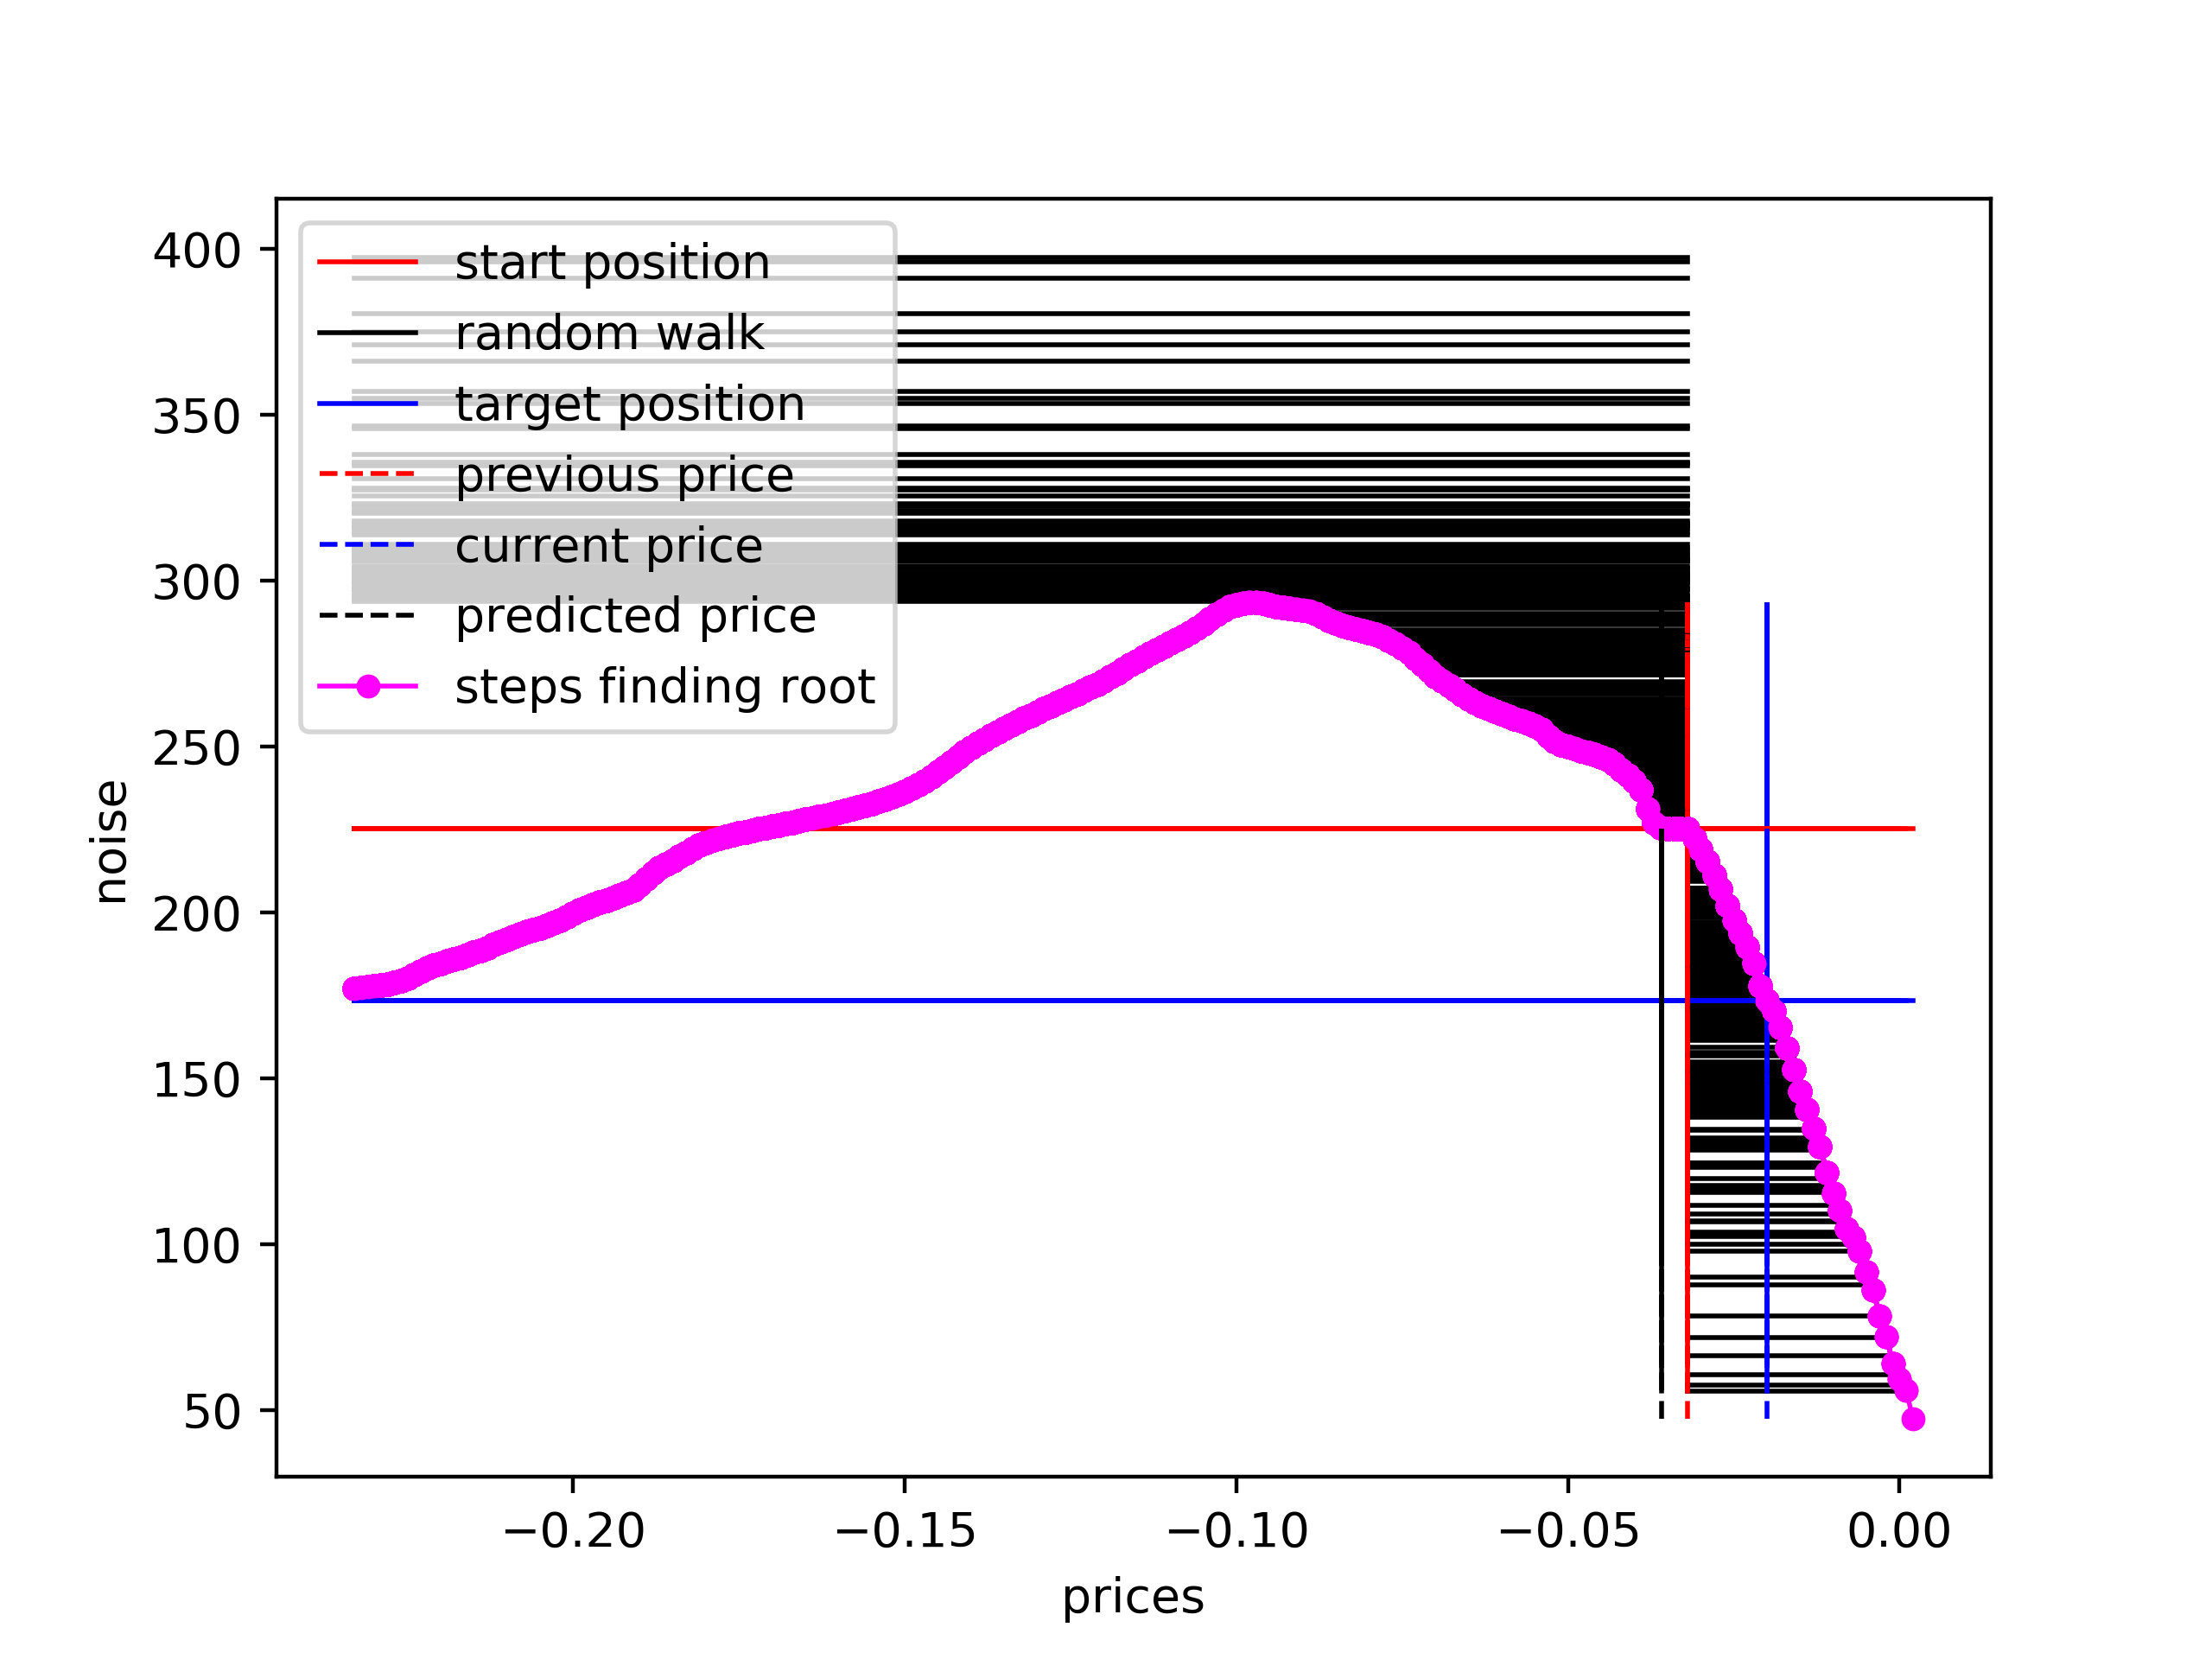 400
350
300
250
200
150
100
50
noise
start position
random walk
target position
previous price
current price
predicted price
steps finding root
−0.20
−0.15
−0.10
−0.05
0.00
prices